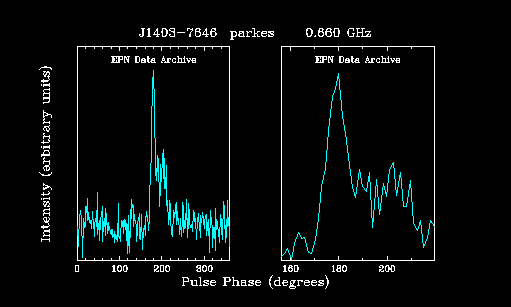 J1403-7646 parkes 0.660 GHz
EPN Data Archive EPN Data Archive
Intensity (arbitrary units)
0 100 200 300 160 180 200
Pulse Phase (degrees)